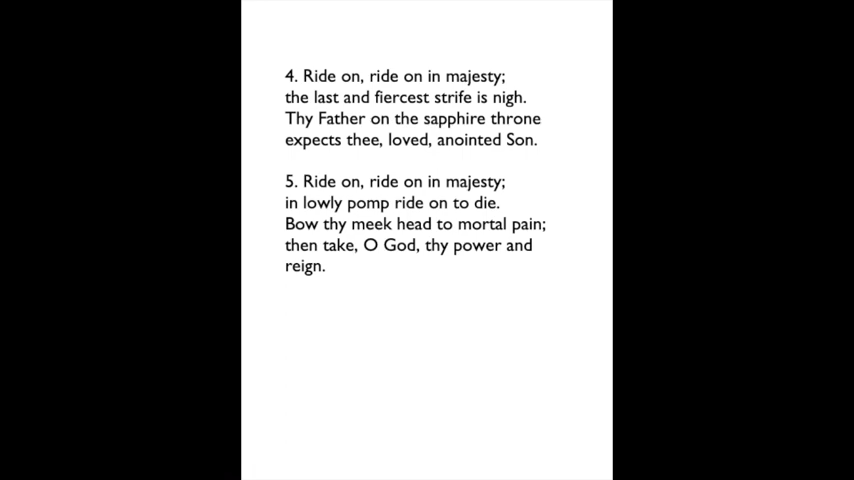 4. Ride on, ride on in majesty;
the last and fiercest strife is nigh.
Thy Father on the sapphire throne
expects thee, loved, anointed Son.
5. Ride on, ride on in majesty;
in lowly pomp ride on to die.
Bow thy meek head to mortal pain;
then take, O God, thy power and
reign.